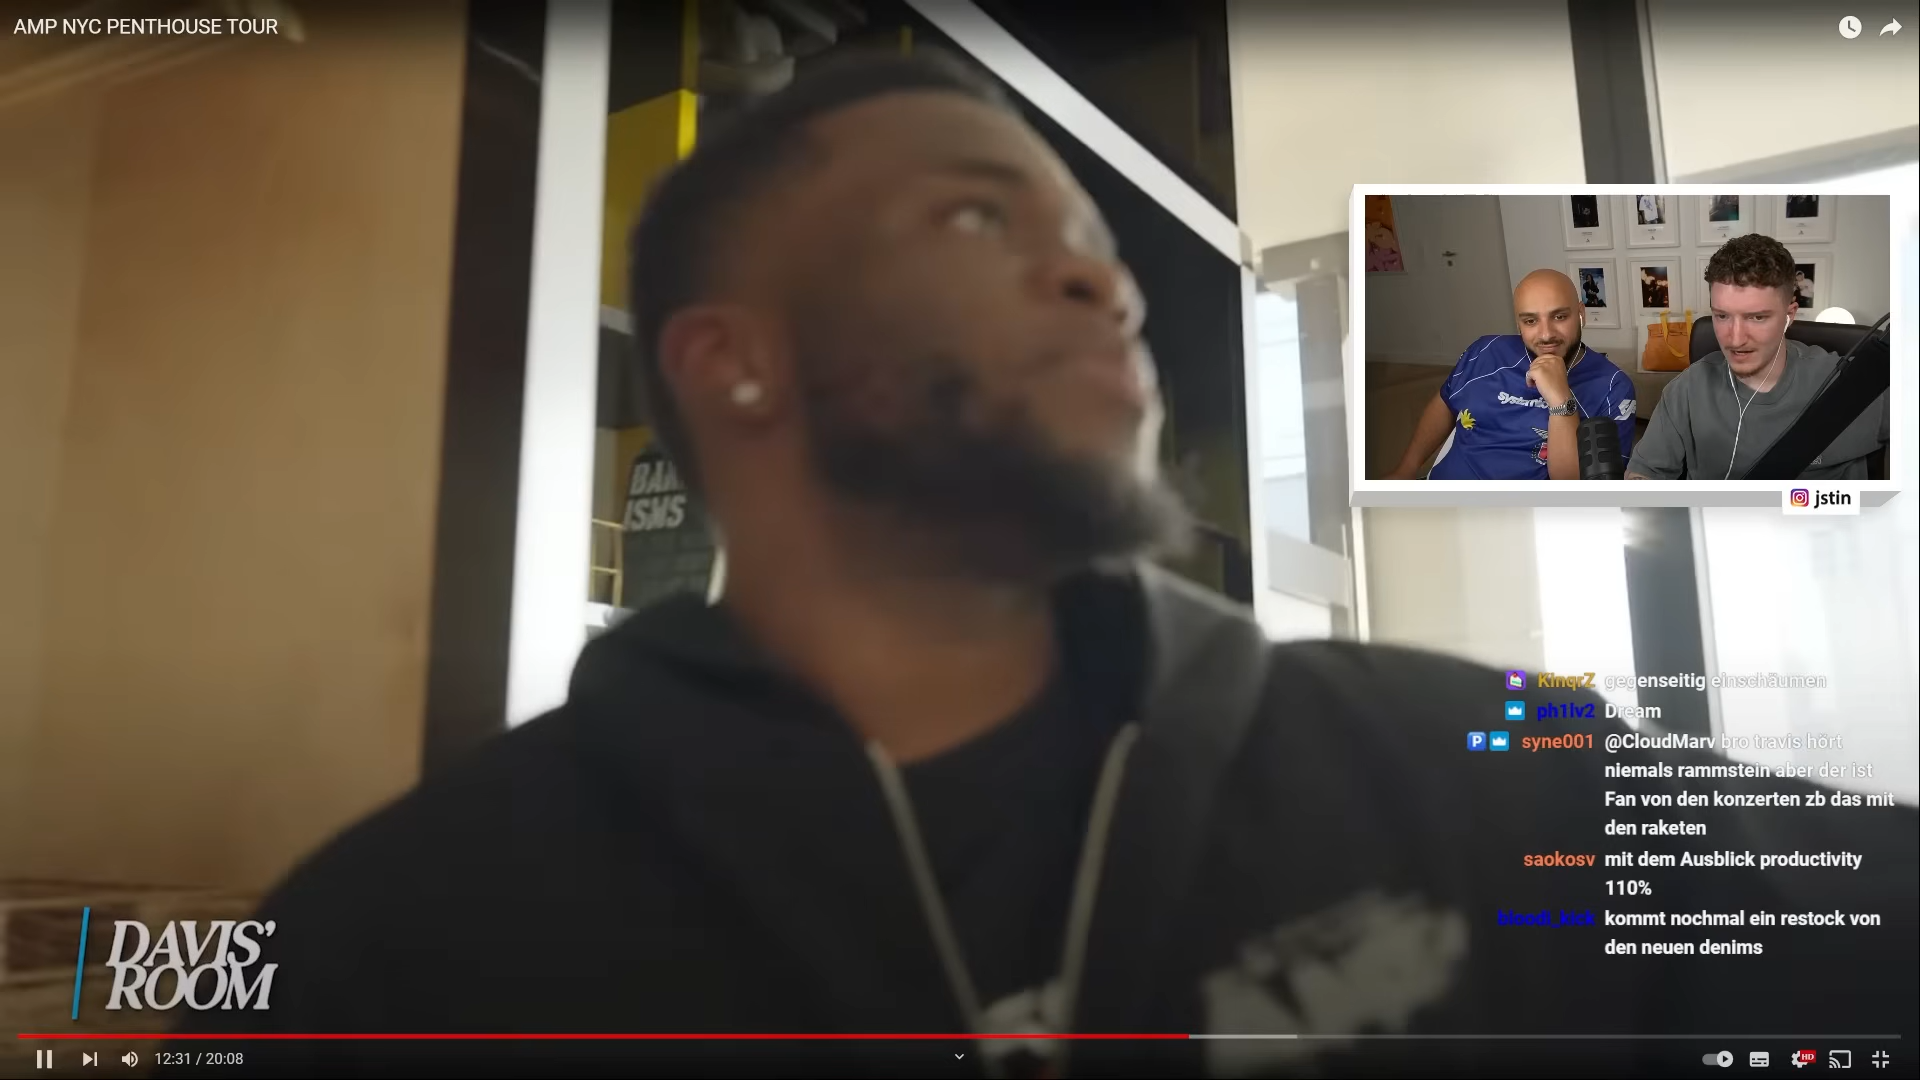 AMP NYC PENTHOUSE TOUR
jstin
KinqrZ gegenseitig einschäumen
ph1lv2 Dream
P syne001 @CloudMarv bro travis hört
niemals rammstein aber der ist
Fan von den konzerten zb das mit
den raketen
saokosv mit dem Ausblick productivity
110%
kommt nochmal ein restock von
den neuen denims
DAVIS'
ROOM
12:31 / 20:08
HD